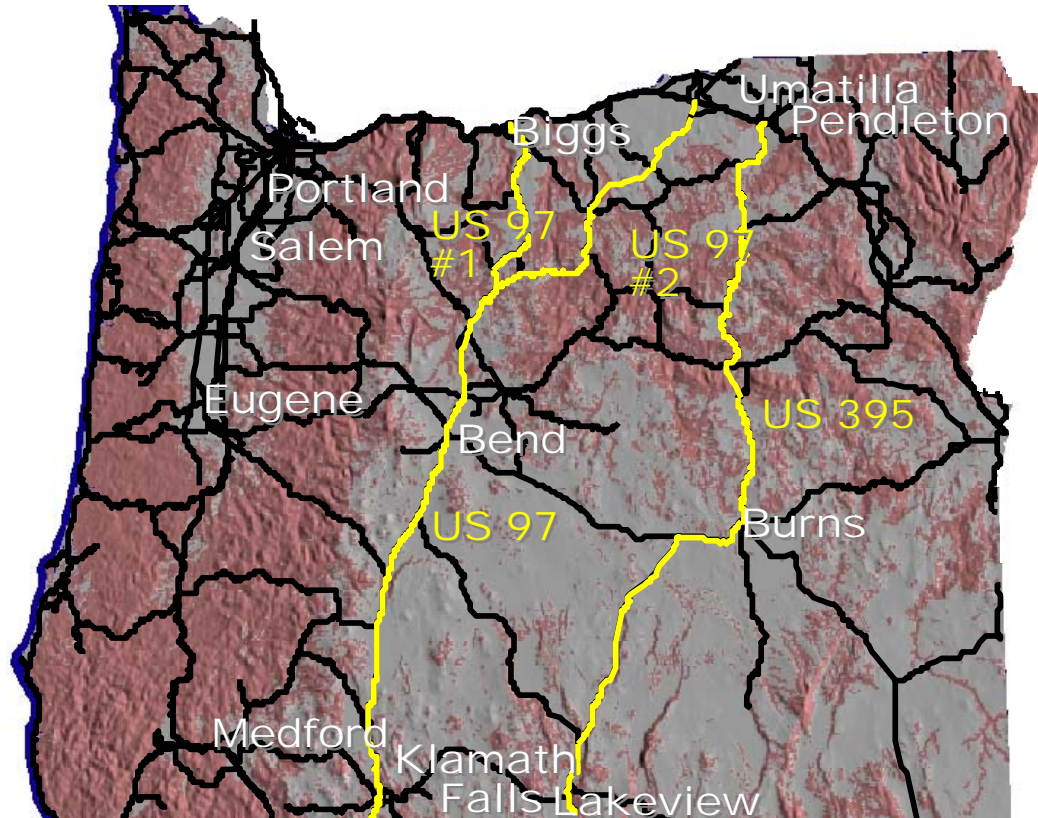 Umatilla
Pendleton
Biggs
Portland
US 97
#1
US 97
#2
Salem
Eugene
US 395
Bend
US 97
Burns
Medford
Klamath
Falls
Lakeview